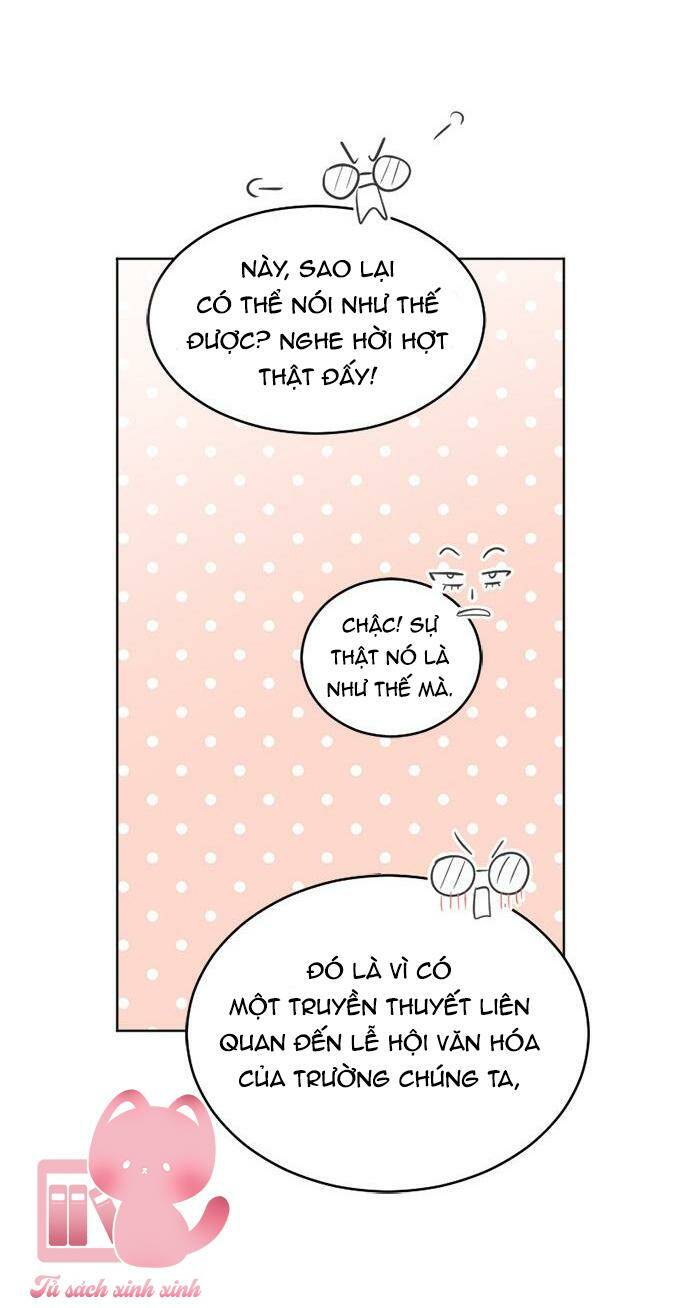 NÀY, SAO LẠI
CÓ THỂ NÓI NHƯ THẾ
ĐƯỢC? NGHE HỜI HỢT
THẬT ĐẤY!
CHẬC! SỰ
THẬT NÓ LÀ
NHƯ THẾ MÀ.
ĐÓ LÀ VÌ CÓ
MỘT TRUYỀN THUYẾT LIÊN
QUAN ĐẾN LỄ HỘI VĂN HÓA
CỦA TRƯỜNG CHÚNG TA,
Tủ sách xinh xinh